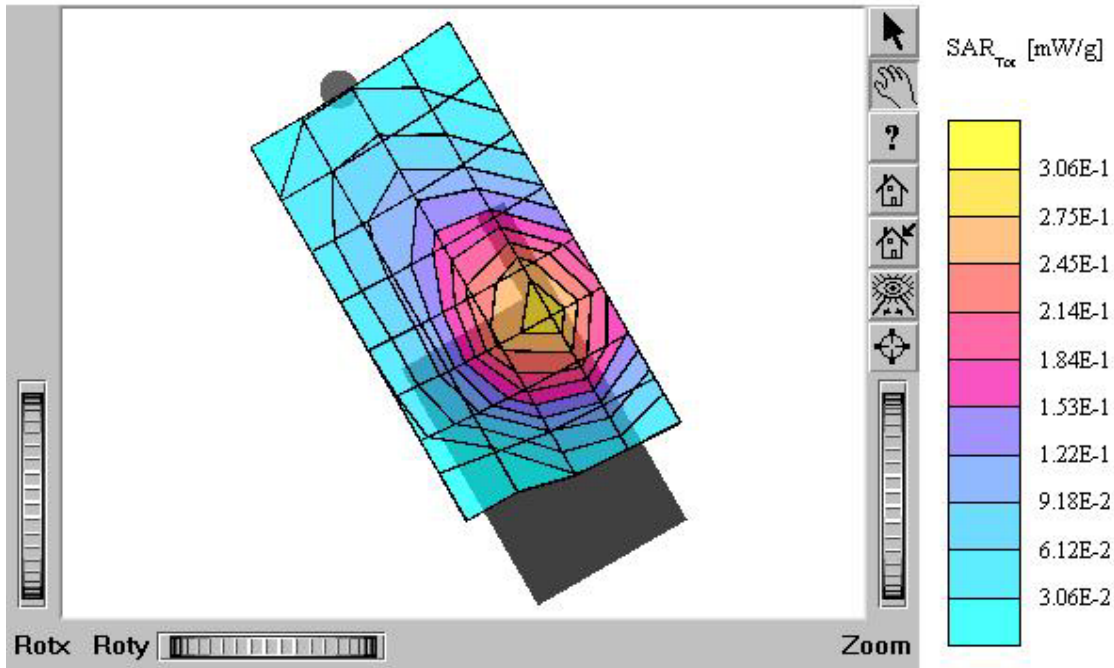 SAR_Tot [mW/g]
?
3.06E-1
2.75E-1
2.45E-1
2.14E-1
1.84E-1
1.53E-1
1.22E-1
9.18E-2
6.12E-2
3.06E-2
Rotx Roty Zoom